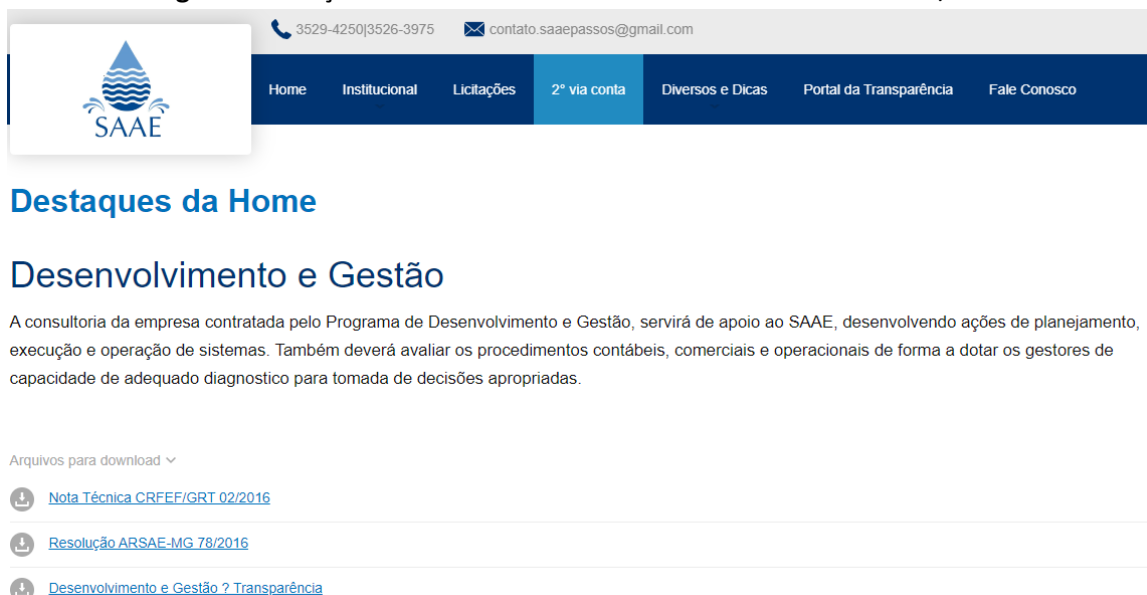 3529-4250|3526-3975 contato.saaepassos@gmail.com
SAAE
Home Institucional Licitações 2º via conta Diversos e Dicas Portal da Transparência Fale Conosco
Destaques da Home
Desenvolvimento e Gestão
A consultoria da empresa contratada pelo Programa de Desenvolvimento e Gestão, servirá de apoio ao SAAE, desenvolvendo ações de planejamento,
execução e operação de sistemas. Também deverá avaliar os procedimentos contábeis, comerciais e operacionais de forma a dotar os gestores de
capacidade de adequado diagnostico para tomada de decisões apropriadas.
Arquivos para download
Nota Técnica CRFEF/GRT 02/2016
Resolução ARSAE-MG 78/2016
Desenvolvimento e Gestão ? Transparência